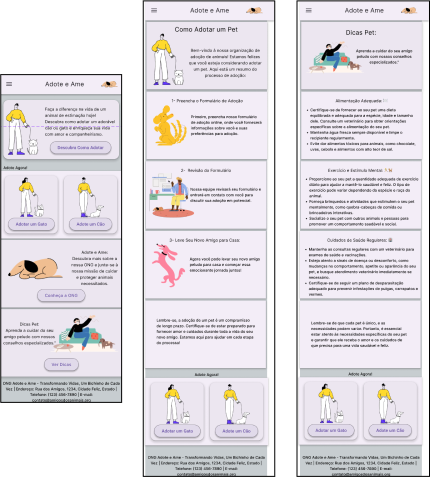 Adote e Ame
Faça a diferença na vida de um
animal de estimação hoje!
Descubra como adotar um adorável
cão ou gato e enriqueça sua vida
com amor e companheirismo.
Descubra Como Adotar
Adote Agora!
Adotar um Gato
Adotar um Cão
Adote e Ame:
Descubra mais sobre a
nossa ONG e junte-se à
nossa missão de cuidar
e proteger animais
necessitados.
Conheça a ONG
Dicas Pet:
Aprenda a cuidar do seu
amigo peludo com nossos
conselhos especializados.
Ver Dicas
ONG Adote e Ame - Transformando Vidas, Um Bichinho de Cada
Vez | Endereço: Rua dos Amigos, 1234, Cidade Feliz, Estado |
Telefone: (123) 456-7890 | E-mail:
Adote e Ame
Como Adotar um Pet
Bem-vindo à nossa organização de
adoção de animais! Estamos felizes
que você esteja considerando adotar
um pet. Aqui está um resumo do
processo de adoção:
1- Preencha o Formulário de Adoção
Primeiro, preencha nosso formulário
de adoção online, onde você fornecerá
informações sobre você e suas
preferências para adoção.
2- Revisão do Formulário
Nossa equipe revisará seu formulário e
entrará em contato com você para
discutir sua adoção em potencial.
3- Leve Seu Novo Amigo para Casa:
Agora você pode levar seu novo amigo
peludo para casa e começar essa
emocionante jornada juntos!
Lembre-se, a adoção de um pet é um compromisso
de longo prazo. Certifique-se de estar preparado para
fornecer amor e cuidados durante toda a vida do seu
novo amigo. Estamos aqui para ajudar em cada etapa
do processo!
Adote Agora!
Adotar um Gato
Adotar um Cão
ONG Adote e Ame - Transformando Vidas, Um Bichinho de Cada
Vez | Endereço: Rua dos Amigos, 1234, Cidade Feliz, Estado |
Telefone: (123) 456-7890 | E-mail:
Adote e Ame
Dicas Pet:
Aprenda a cuidar do seu amigo
peludo com nossos conselhos
especializados."
Alimentação Adequada
Certifique-se de fornecer ao seu pet uma dieta
equilibrada e adequada para a espécie, idade e tamanho
dele. Consulte um veterinário para obter orientações
específicas sobre a alimentação do seu pet.
Mantenha água fresca sempre disponível e limpe o
recipiente regularmente.
Evite dar alimentos tóxicos para animais, como chocolate,
uvas, cebola e alimentos com alto teor de sal.
Exercício e Estímulo Mental
Proporcione ao seu pet a quantidade adequada de exercício
diário para ajudar a mantê-lo saudável e feliz. O tipo de
exercício pode variar dependendo da espécie e raça do
animal.
Forneça brinquedos e atividades que estimulem o seu pet
mentalmente, como quebra-cabeças de comida ou
brincadeiras interativas.
Socialize o seu pet com outros animais e pessoas para
promover um comportamento saudável e social.
Cuidados de Saúde Regulares
Mantenha as consultas regulares com um veterinário para
exames de saúde e vacinações.
Esteja atento a sinais de doença ou desconforto, como
mudanças no comportamento, apetite ou aparência do
seu pet, e busque atendimento veterinário imediatamente se
necessário.
Certifique-se de seguir um plano de desparasitação
adequado para prevenir infestações de pulgas, carrapatos e
vermes.
Lembre-se de que cada pet é único, e as
necessidades podem variar. Portanto, é essencial
estar atento às necessidades específicas do seu pet
e garantir que ele receba o amor e os cuidados de
que precisa para uma vida saudável e feliz.
Adote Agora!
Adotar um Gato
Adotar um Cão
ONG Adote e Ame - Transformando Vidas, Um Bichinho de Cada
Vez | Endereço: Rua dos Amigos, 1234, Cidade Feliz, Estado |
Telefone: (123) 456-7890 | E-mail: